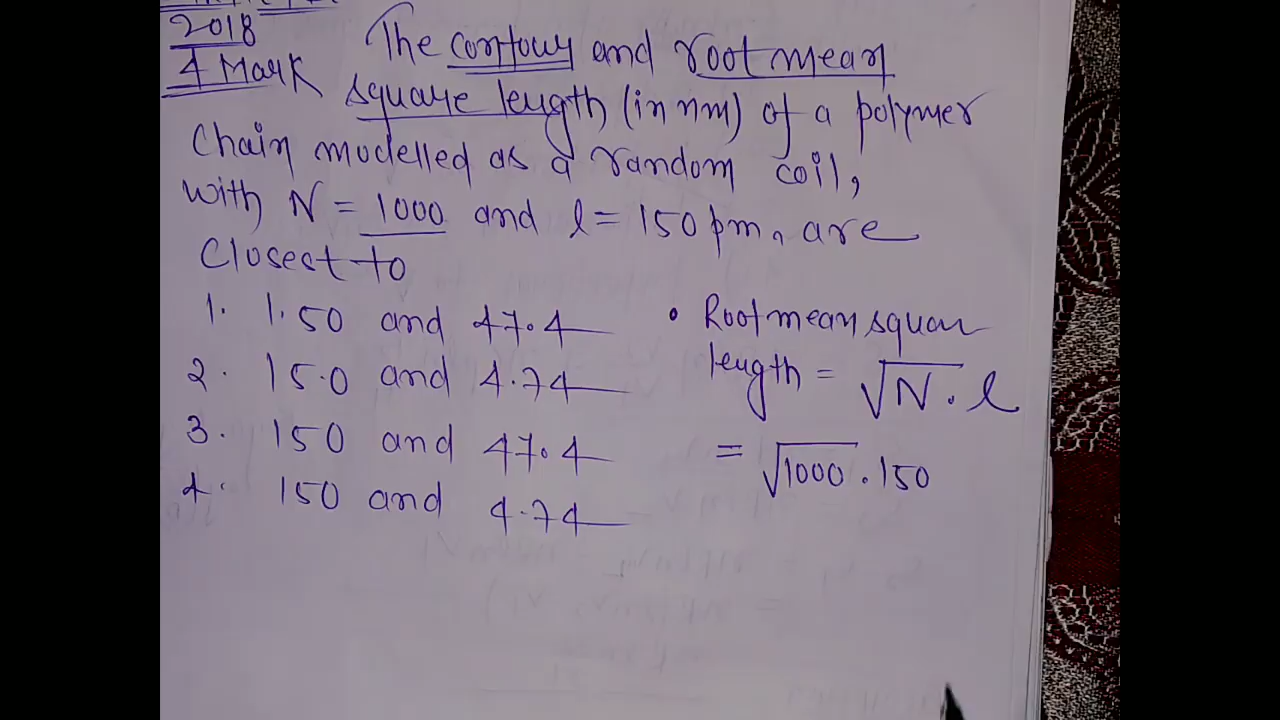 2018
4 Mark
The contour and root mean
square length (in nm) of a polymer
Chain modelled as a random coil,
with N = 1000 and l = 150 pm, are
Closest to
1. 1.50 and 47.4
2. 15.0 and 4.74
3. 150 and 47.4
4. 150 and 4.74
• Root mean square
length = √N . l
= √1000 . 150